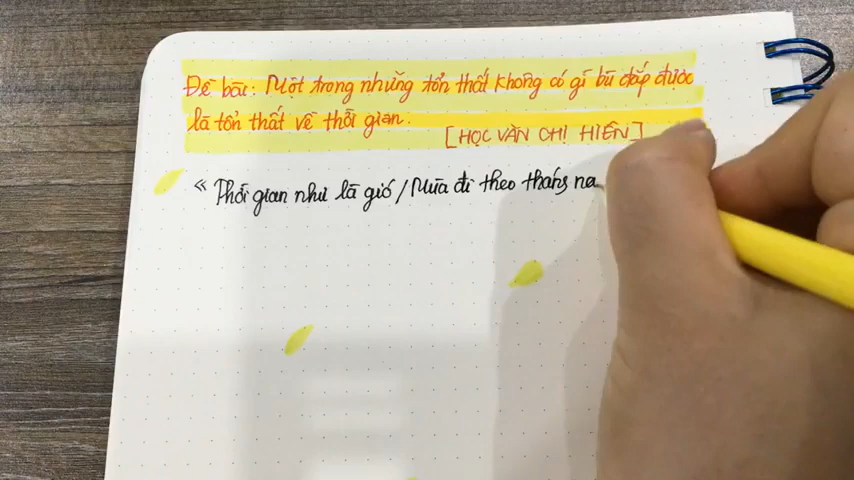 Đề bài: Một trong những tổn thất không có gì bù đắp được
là tổn thất về thời gian.
[HỌC VĂN CHỊ HIÊN]
« Thời gian như là gió / Mùa đi theo tháng na